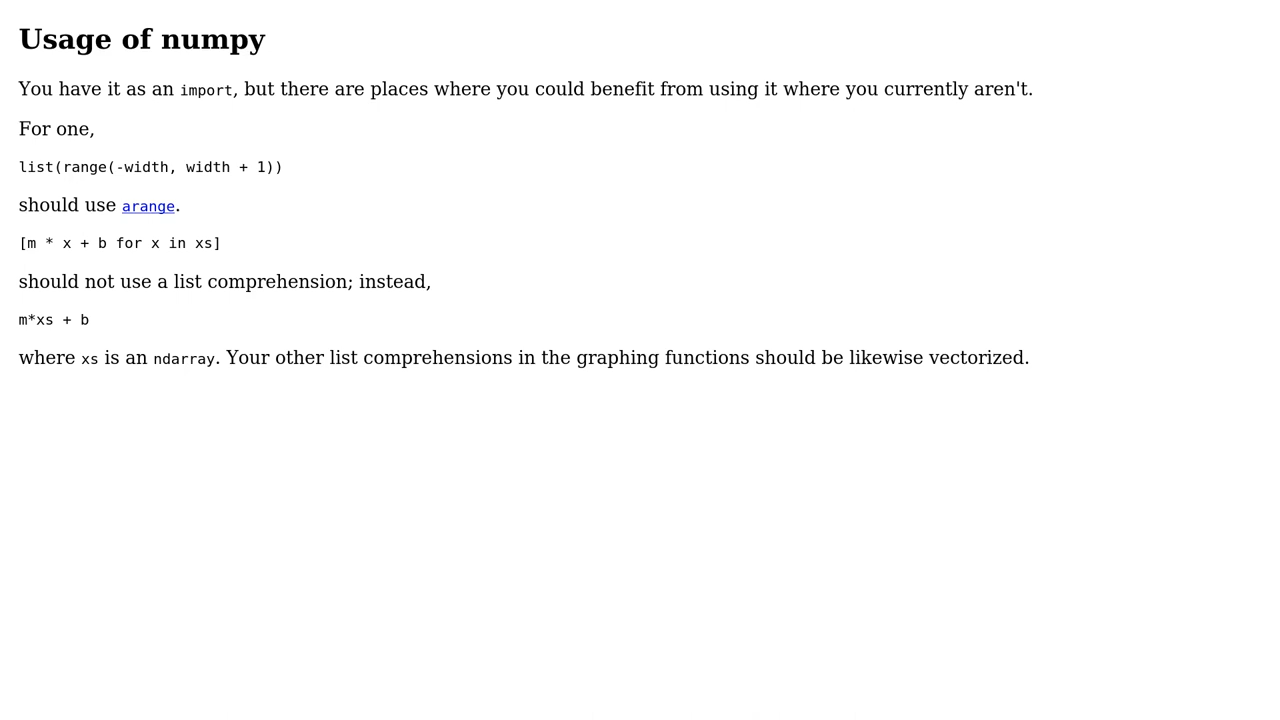 Usage of numpy
You have it as an import, but there are places where you could benefit from using it where you currently aren't.
For one,
list(range(-width, width + 1))
should use arange.
[m * x + b for x in xs]
should not use a list comprehension; instead,
m*xs + b
where xs is an ndarray. Your other list comprehensions in the graphing functions should be likewise vectorized.